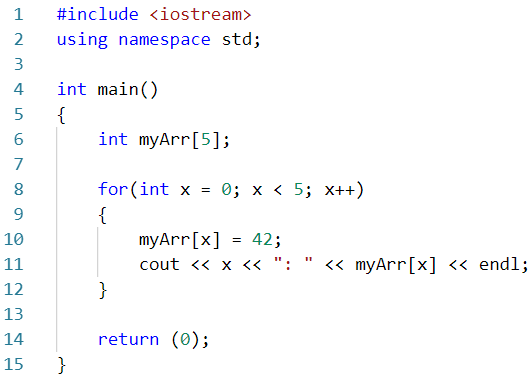 1 #include <iostream>
2 using namespace std;
3
4 int main()
5 {
6     int myArr[5];
7
8     for(int x = 0; x < 5; x++)
9     {
10         myArr[x] = 42;
11         cout << x << ": " << myArr[x] << endl;
12     }
13
14     return (0);
15 }